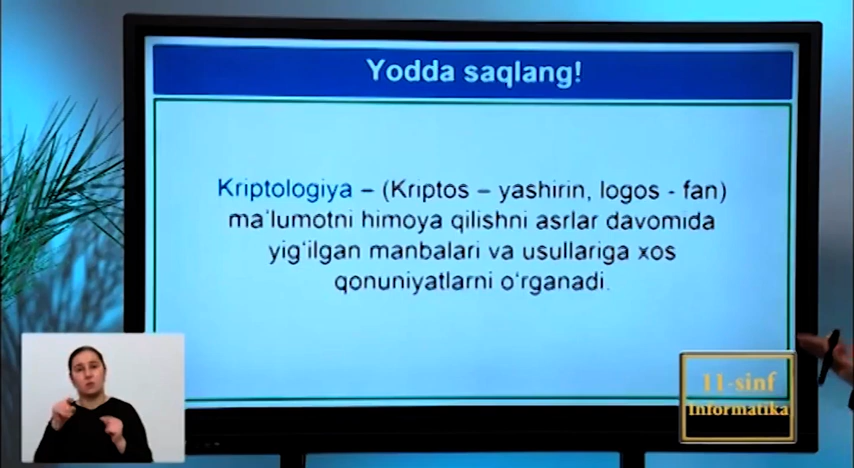 Yodda saqlang!
Kriptologiya – (Kriptos – yashirin, logos - fan)
ma'lumotni himoya qilishni asrlar davomida
yig‘ilgan manbalari va usullariga xos
qonuniyatlarni o‘rganadi.
11-sinf
Informatika